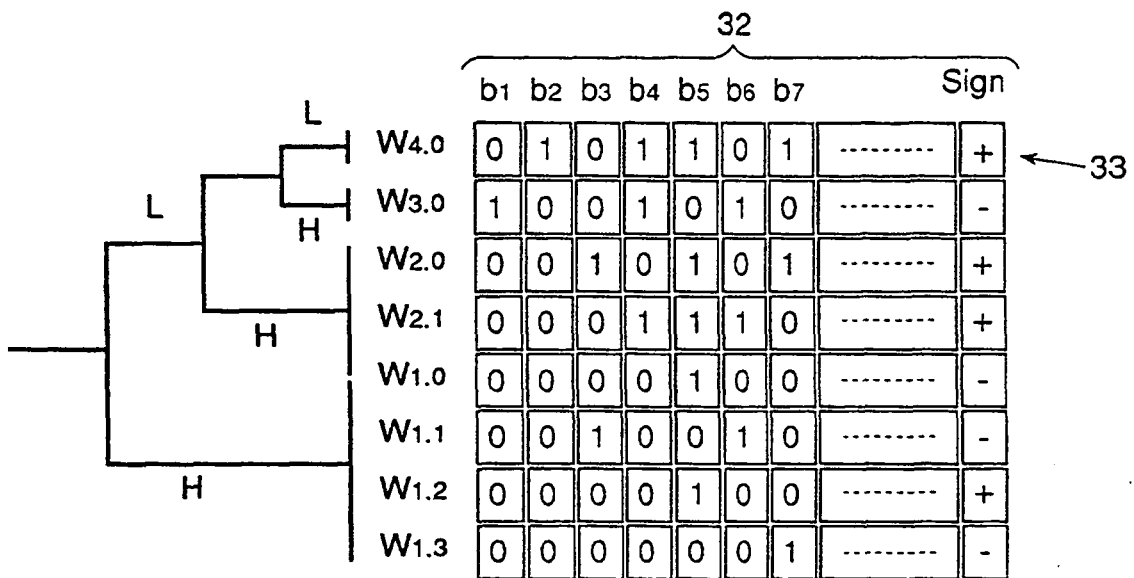 32
b1 b2 b3 b4 b5 b6 b7 Sign
L
W4.0 0 1 0 1 1 0 1 --------- +
33
W3.0 1 0 0 1 0 1 0 --------- -
L
H
W2.0 0 0 1 0 1 0 1 --------- +
W2.1 0 0 0 1 1 1 0 --------- +
H
W1.0 0 0 0 0 1 0 0 --------- -
W1.1 0 0 1 0 0 1 0 --------- -
H
W1.2 0 0 0 0 1 0 0 --------- +
W1.3 0 0 0 0 0 0 1 --------- -